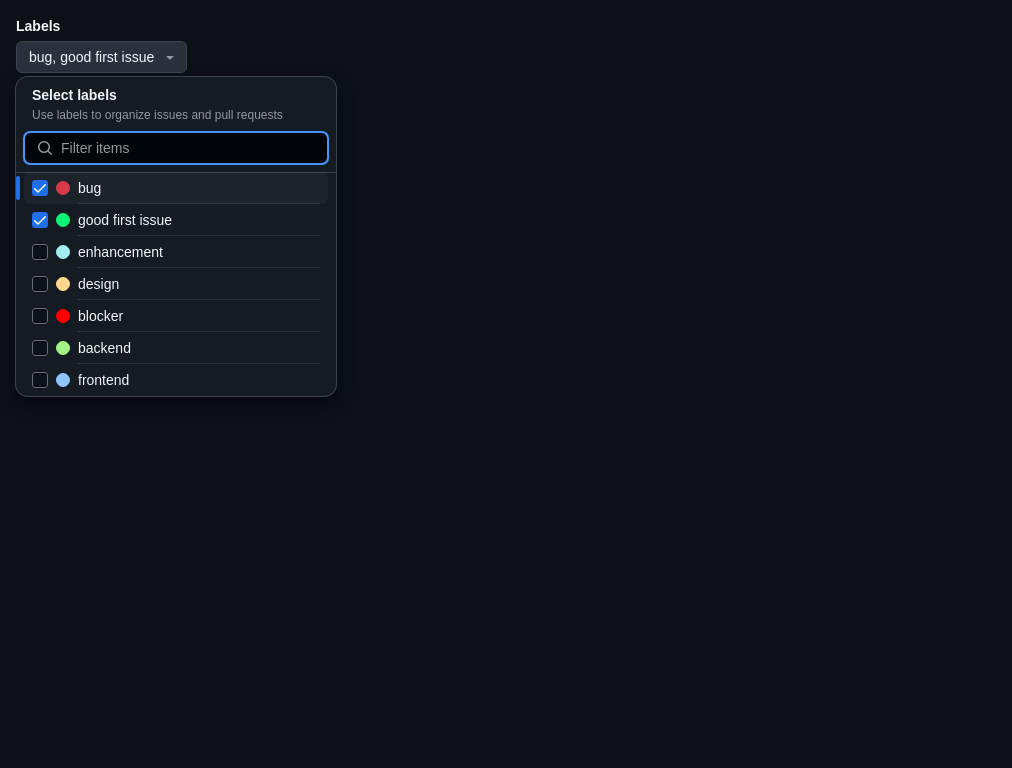 Labels
bug, good first issue
Select labels
Use labels to organize issues and pull requests
Filter items
bug
good first issue
enhancement
design
blocker
backend
frontend